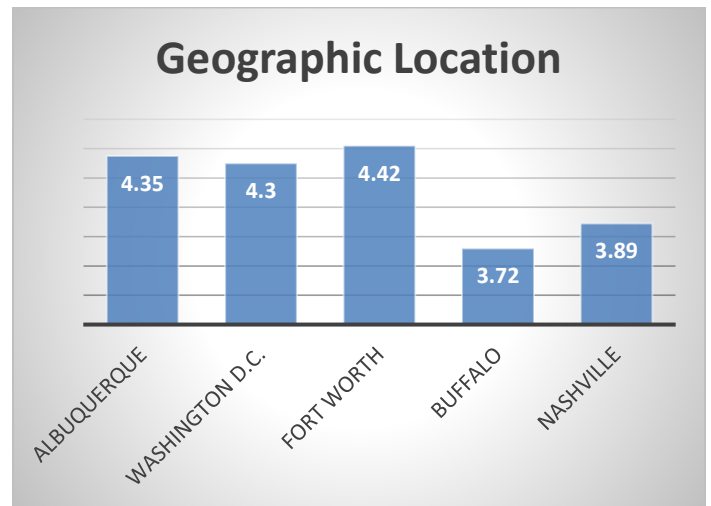 Geographic Location
4.35
4.3
4.42
3.72
3.89
ALBUQUERQUE
WASHINGTON D.C.
FORT WORTH
BUFFALO
NASHVILLE